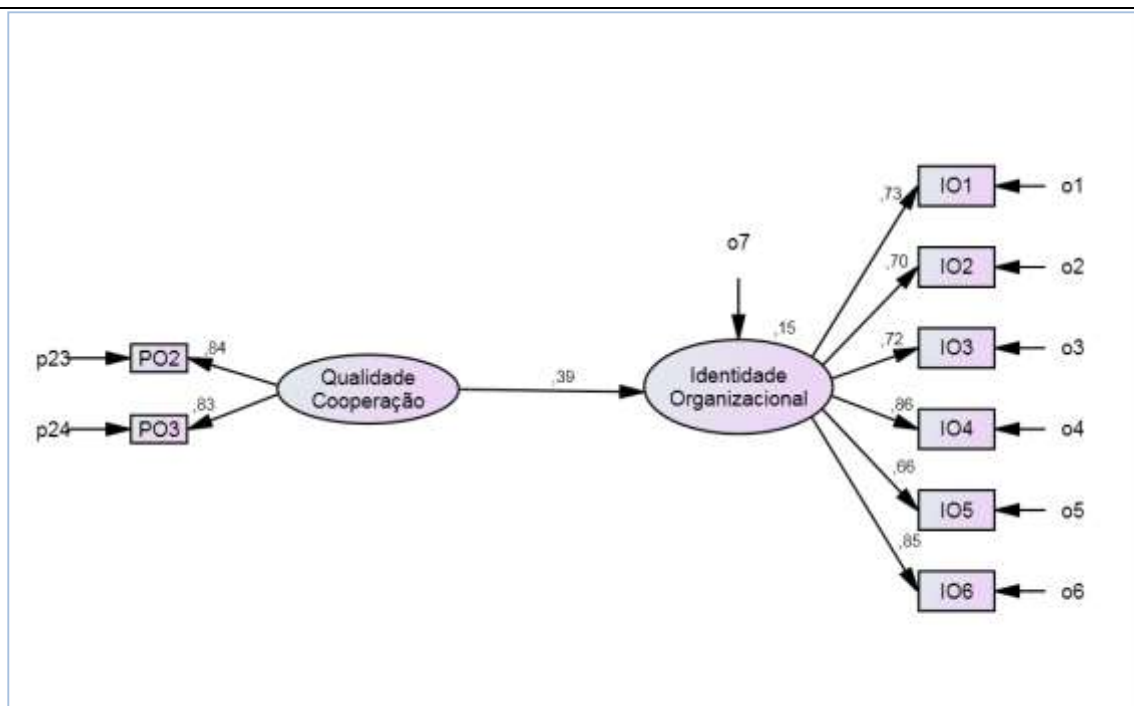 IO1
o1
,73
o7
IO2
o2
,70
,15
,72
IO3
o3
p23
PO2
,84
Qualidade
Cooperação
,39
Identidade
Organizacional
,86
IO4
o4
p24
PO3
,83
,66
IO5
o5
,85
IO6
o6